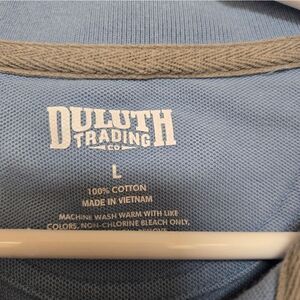 DULUTH
TRADING
CO
L
100% COTTON
MADE IN VIETNAM
MACHINE WASH WARM WITH LIKE
COLORS, NON-CHLORINE BLEACH ONLY,